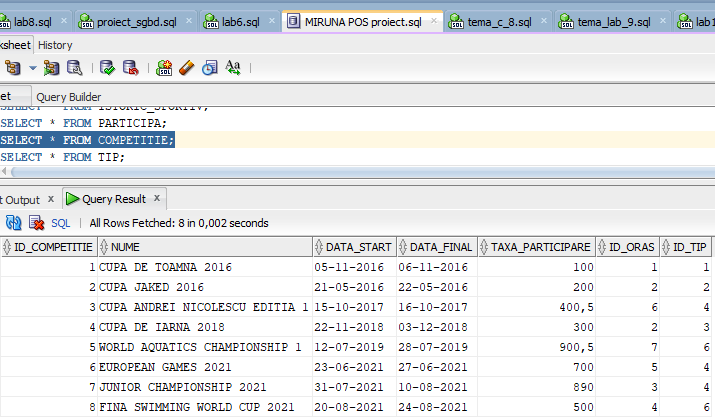 lab8.sql proiect_sgbd.sql lab6.sql MIRUNA POS proiect.sql tema_c_8.sql tema_lab_9.sql
History
Query Builder
SELECT * FROM ISTORIC_SPORTIV;
SELECT * FROM PARTICIPA;
SELECT * FROM COMPETITIE;
SELECT * FROM TIP;
Output Query Result
SQL All Rows Fetched: 8 in 0,002 seconds
ID_COMPETITIE NUME DATA_START DATA_FINAL TAXA_PARTICIPARE ID_ORAS ID_TIP
1 CUPA DE TOAMNA 2016 05-11-2016 06-11-2016 100 1 1
2 CUPA JAKED 2016 21-05-2016 22-05-2016 200 2 2
3 CUPA ANDREI NICOLESCU EDITIA 1 15-10-2017 16-10-2017 400,5 6 4
4 CUPA DE IARNA 2018 22-11-2018 03-12-2018 300 2 3
5 WORLD AQUATICS CHAMPIONSHIP 1 12-07-2019 28-07-2019 900,5 7 6
6 EUROPEAN GAMES 2021 23-06-2021 27-06-2021 700 5 4
7 JUNIOR CHAMPIONSHIP 2021 31-07-2021 10-08-2021 890 3 4
8 FINA SWIMMING WORLD CUP 2021 20-08-2021 24-08-2021 500 4 6